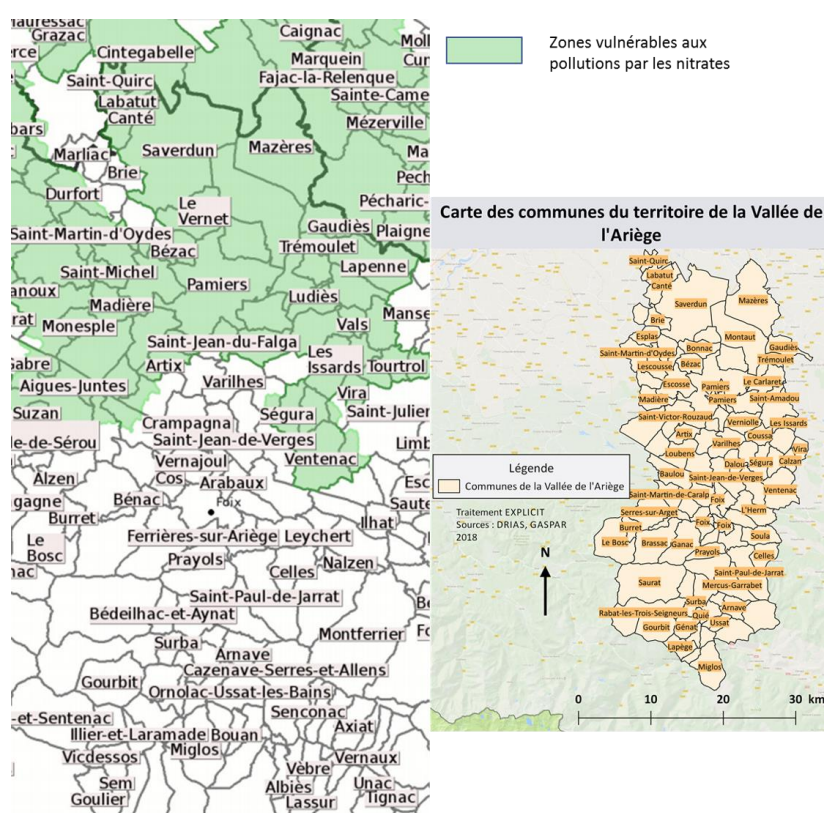 Grazac
Caignac
Cintegabelle
Marquein
Saint-Quirc
Fajac-la-Relenque
Labatut
Sainte-Came
Canté
Mézerville
Marliac
Saverdun
Mazères
Brie
Durfort
Le
Vernet
Pécharic-
Saint-Martin-d'Oydes
Gaudiès
Plaigne
Bézac
Trémoulet
Saint-Michel
Lapenne
Pamiers
Madière
Ludiès
Monesple
Vals
Saint-Jean-du-Falga
Artix
Les
Issards
Tourtrol
Aigues-Juntes
Varilhes
Vira
Suzan
Ségura
Saint-Julien
Crampagna
Saint-Jean-de-Verges
le-de-Sérou
Vernajoul
Ventenac
Alzen
Cos
Arabaux
Bénac
Foix
Burret
Ilhat
Le
Bosc
Ferrières-sur-Ariège
Leychert
Prayols
Nalzen
Celles
Saint-Paul-de-Jarrat
Bédeilhac-et-Aynat
Montferrier
Surba
Arnave
Cazenave-Serres-et-Allens
Gourbit
Ornolac-Ussat-les-Bains
-et-Sentenac
Senconac
Illier-et-Laramade
Bouan
Axiat
Miglos
Vicdessos
Vernaux
Vèbre
Sem
Albiès
Unac
Goulier
Lassur
Tignac
Zones vulnérables aux
pollutions par les nitrates
Carte des communes du territoire de la Vallée de
l'Ariège
Saint-Quirc
Labatut
Canté
Saverdun
Mazères
Brie
Esplas
Montaut
Bonnac
Gaudiès
Saint-Martin-d'Oydes
Trémoulet
Lescousse
Bézac
Escosse
Pamiers
Le Carlaret
Madière
Pamiers
Saint-Amadou
Saint-Victor-Rouzaud
Verniolle
Les Issards
Artix
Coussa
Varilhes
Vira
Loubens
Dalou
Ségura
Calzan
Baulou
Saint-Jean-de-Verges
Ventenac
Saint-Martin-de-Caralp
Foix
L'Herm
Serres-sur-Arget
Foix
Foix
Burret
Soula
Le Bosc
Brassac
Ganac
Prayols
Celles
Saint-Paul-de-Jarrat
Saurat
Mercus-Garrabet
Surba
Arnave
Rabat-les-Trois-Seigneurs
Quié
Ussat
Gourbit
Génat
Lapège
Miglos
Légende
Communes de la Vallée de l'Ariège
Traitement EXPLICIT
Sources : DRIAS, GASPAR
2018
N
0 10 20 30 km